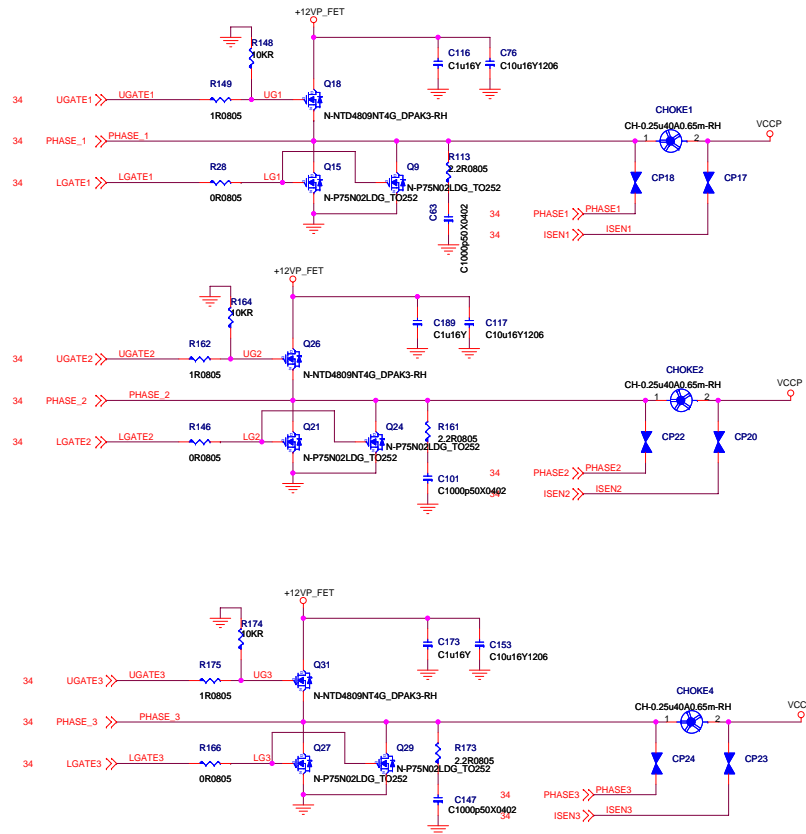 +12VP_FET
R148
10KR
C116
C1u16Y
C76
C10u16Y1206
R149
Q18
34
UGATE1
UGATE1
UG1
1R0805
N-NTD4809NT4G_DPAK3-RH
CHOKE1
CH-0.25u40A0.65m-RH
VCCP
34
PHASE_1
PHASE_1
1
2
R28
Q15
Q9
R113
2.2R0805
34
LGATE1
LGATE1
LG1
0R0805
N-P75N02LDG_TO252
N-P75N02LDG_TO252
CP18
CP17
C63
C1000p50X0402
34
PHASE1
PHASE1
34
ISEN1
ISEN1
+12VP_FET
R164
10KR
C189
C1u16Y
C117
C10u16Y1206
R162
Q26
34
UGATE2
UGATE2
UG2
1R0805
N-NTD4809NT4G_DPAK3-RH
CHOKE2
CH-0.25u40A0.65m-RH
VCCP
34
PHASE_2
PHASE_2
1
2
R146
Q21
Q24
R161
2.2R0805
34
LGATE2
LGATE2
LG2
0R0805
N-P75N02LDG_TO252
N-P75N02LDG_TO252
CP22
CP20
C101
C1000p50X0402
34
PHASE2
PHASE2
34
ISEN2
ISEN2
+12VP_FET
R174
10KR
C173
C1u16Y
C153
C10u16Y1206
R175
Q31
34
UGATE3
UGATE3
UG3
1R0805
N-NTD4809NT4G_DPAK3-RH
CHOKE4
CH-0.25u40A0.65m-RH
VCC
34
PHASE_3
PHASE_3
1
2
R166
Q27
Q29
R173
2.2R0805
34
LGATE3
LGATE3
LG3
0R0805
N-P75N02LDG_TO252
N-P75N02LDG_TO252
CP24
CP23
C147
C1000p50X0402
34
PHASE3
PHASE3
34
ISEN3
ISEN3